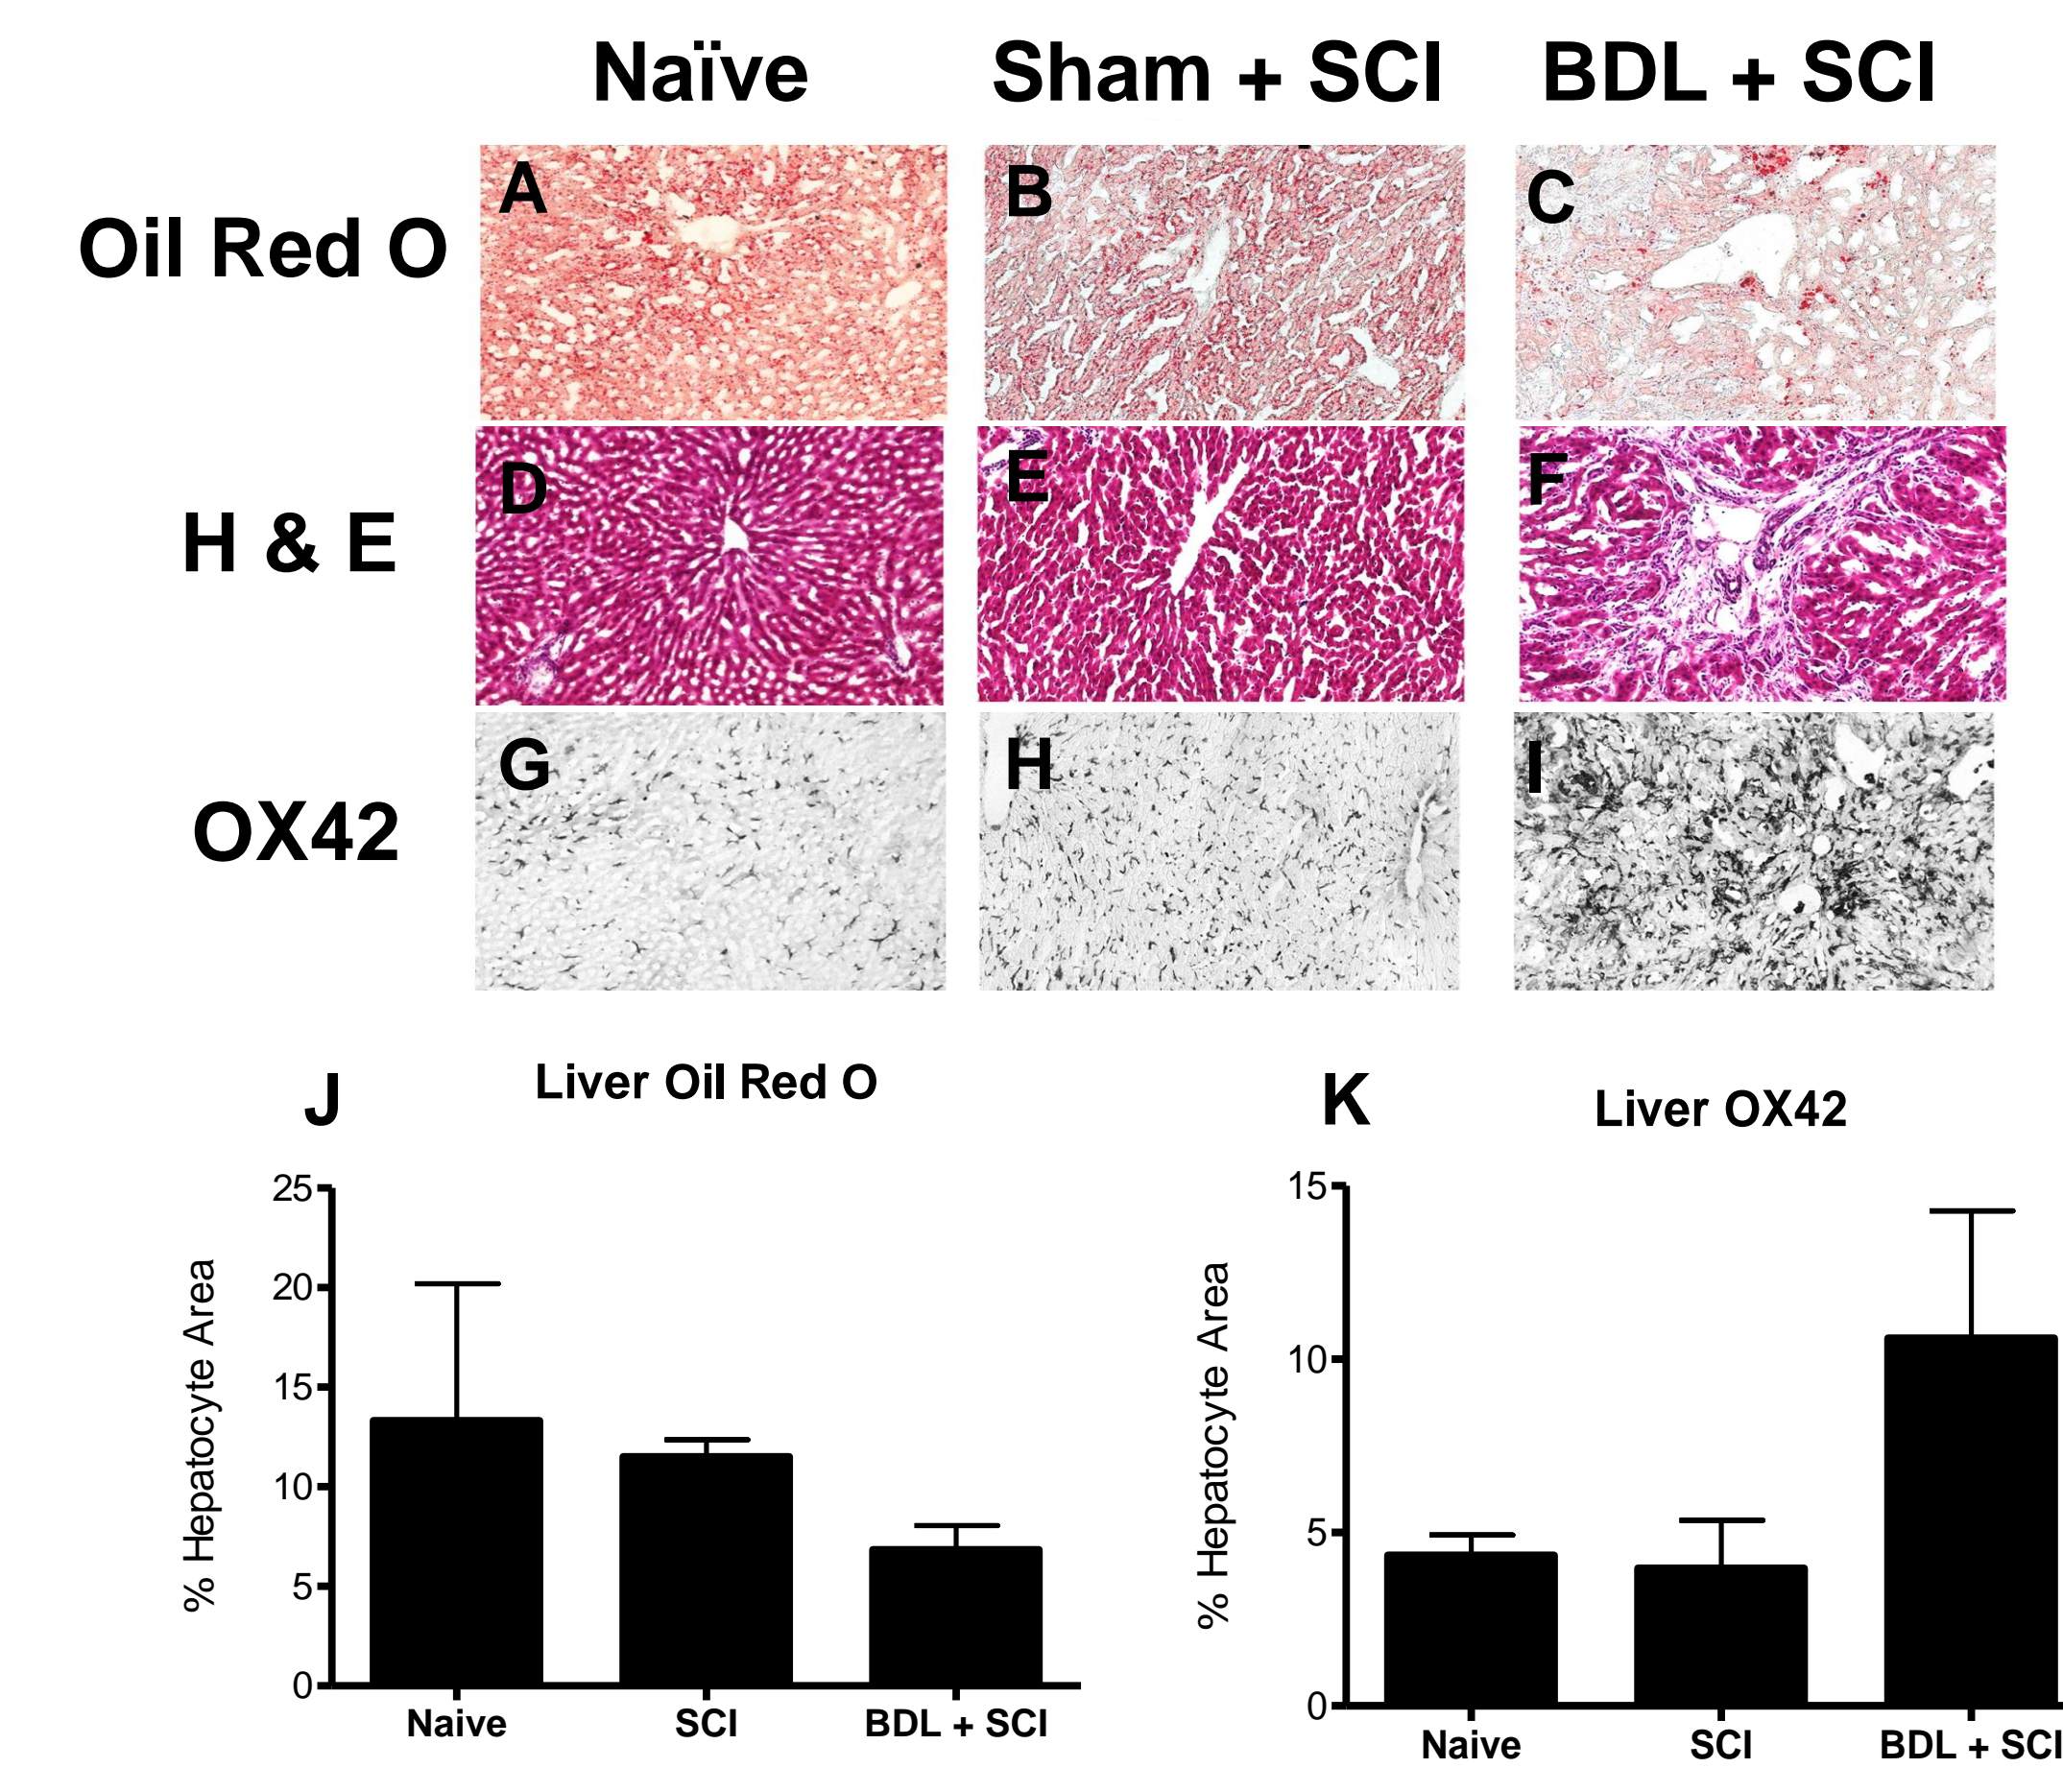 Naïve Sham + SCI BDL + SCI
Oil Red O
A B C
H & E
D E F
OX42
G H I
J
Liver Oil Red O
% Hepatocyte Area
25
20
15
10
5
0
Naive SCI BDL + SCI
K
Liver OX42
% Hepatocyte Area
15
10
5
0
Naive SCI BDL + SCI